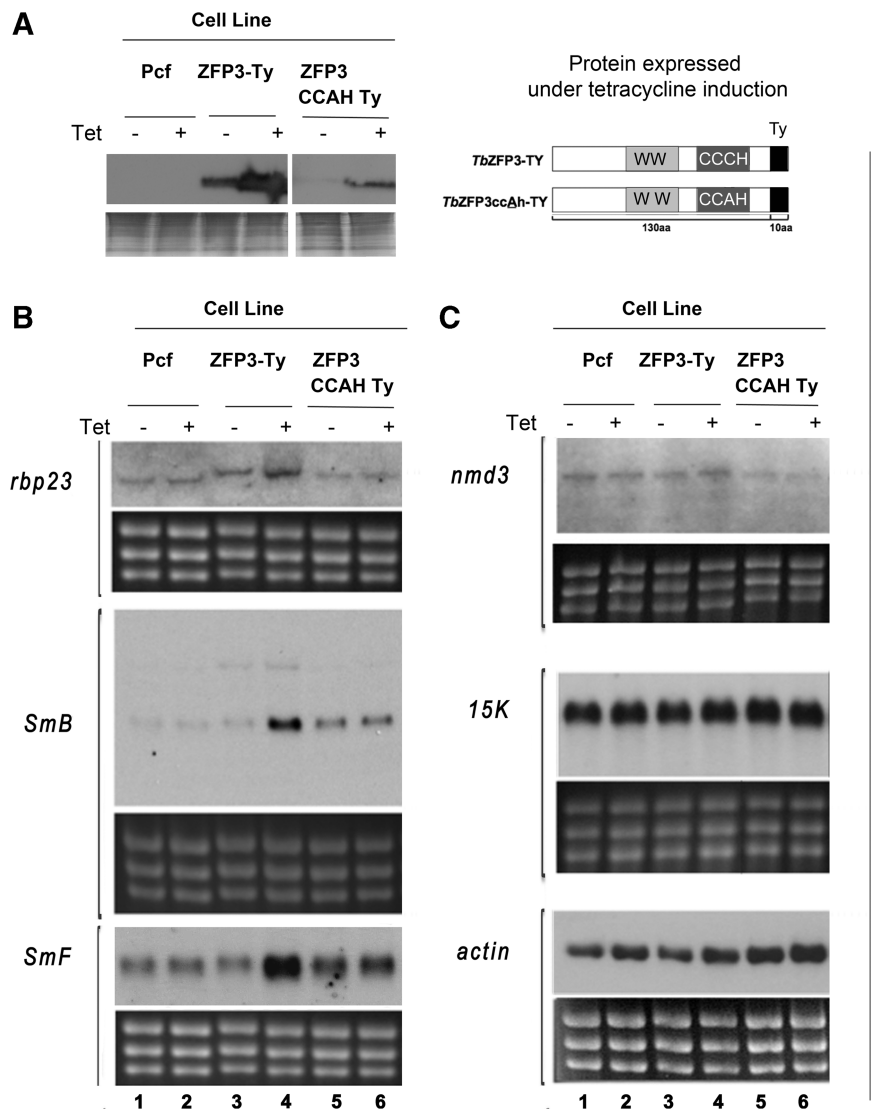 A
Cell Line
Pcf ZFP3-Ty ZFP3
CCAH Ty
Tet - + - + - +
Protein expressed
under tetracycline induction
Ty
TbZFP3-TY WW CCCH
TbZFP3ccAh-TY W W CCAH
130aa 10aa
B
Cell Line
Pcf ZFP3-Ty ZFP3
CCAH Ty
Tet - + - + - +
rbp23
SmB
SmF
1 2 3 4 5 6
C
Cell Line
Pcf ZFP3-Ty ZFP3
CCAH Ty
Tet - + - + - +
nmd3
15K
actin
1 2 3 4 5 6